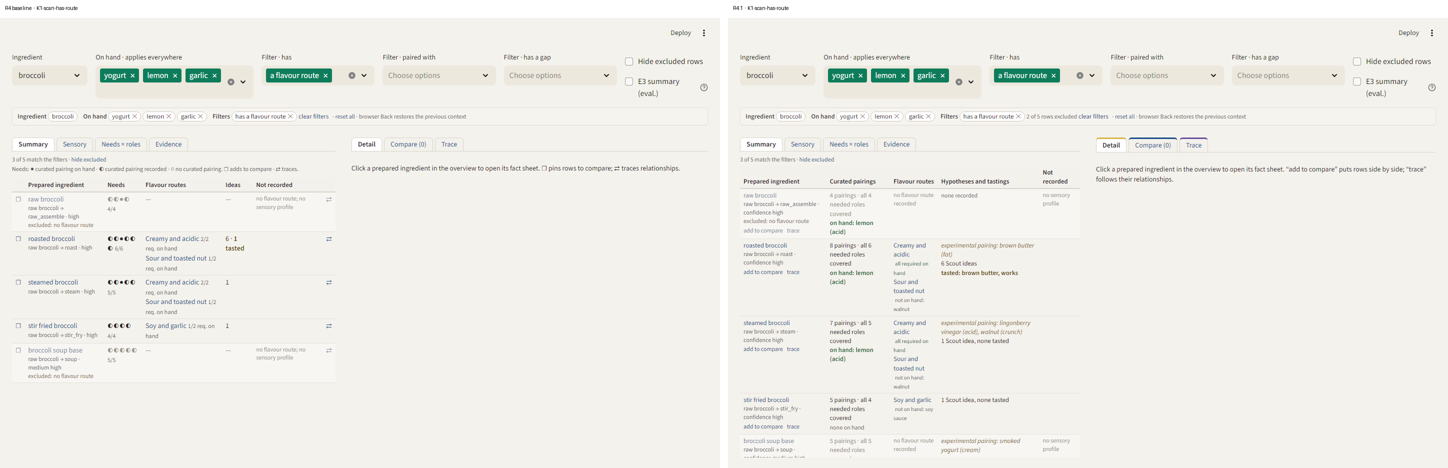 R4 baseline · K1-scan-has-route
Deploy
Ingredient
On hand · applies everywhere
Filter · has
Filter · paired with
Filter · has a gap
broccoli
yogurt ×
lemon ×
garlic ×
a flavour route ×
Choose options
Choose options
Hide excluded rows
E3 summary
(eval.)
Ingredient broccoli On hand yogurt × lemon × garlic × Filters has a flavour route × clear filters · reset all · browser Back restores the previous context
Summary Sensory Needs × roles Evidence
3 of 5 match the filters · hide excluded
Needs: ● curated pairing on hand · ◐ curated pairing recorded · ○ no curated pairing. ❐ adds to compare · ⇄ traces.
Prepared ingredient Needs Flavour routes Ideas Not recorded
raw broccoli
raw broccoli →
raw_assemble · high
excluded: no flavour route
◐◐●◐
4/4
—
—
no flavour route; no
sensory profile
roasted broccoli
raw broccoli → roast · high
◐◐●◐◐
◐ 6/6
Creamy and acidic 2/2
req. on hand
Sour and toasted nut 1/2
req. on hand
6 · 1
tasted
steamed broccoli
raw broccoli → steam · high
◐◐●◐◐
5/5
Creamy and acidic 2/2
req. on hand
Sour and toasted nut 1/2
req. on hand
1
stir fried broccoli
raw broccoli → stir_fry · high
◐◐◐◐
4/4
Soy and garlic 1/2 req. on
hand
1
broccoli soup base
raw broccoli → soup ·
medium high
excluded: no flavour route
◐◐◐◐◐
5/5
—
—
no flavour route; no
sensory profile
Detail Compare (0) Trace
Click a prepared ingredient in the overview to open its fact sheet. ❐ pins rows to compare; ⇄ traces relationships.
R4.1 · K1-scan-has-route
Deploy
Ingredient
On hand · applies everywhere
Filter · has
Filter · paired with
Filter · has a gap
broccoli
yogurt ×
lemon ×
garlic ×
a flavour route ×
Choose options
Choose options
Hide excluded rows
E3 summary
(eval.)
Ingredient broccoli On hand yogurt × lemon × garlic × Filters has a flavour route × 2 of 5 rows excluded clear filters · reset all · browser Back restores the previous context
Summary Sensory Needs × roles Evidence
3 of 5 match the filters · hide excluded
Prepared ingredient Curated pairings Flavour routes Hypotheses and tastings Not
recorded
raw broccoli
raw broccoli → raw_assemble ·
confidence high
excluded: no flavour route
add to compare trace
4 pairings · all 4
needed roles
covered
on hand: lemon
(acid)
no flavour route
recorded
none recorded
no sensory
profile
roasted broccoli
raw broccoli → roast ·
confidence high
add to compare trace
8 pairings · all 6
needed roles
covered
on hand: lemon
(acid)
Creamy and
acidic
all required on
hand
Sour and
toasted nut
not on hand:
walnut
experimental pairing: brown butter
(fat)
6 Scout ideas
tasted: brown butter, works
steamed broccoli
raw broccoli → steam ·
confidence high
add to compare trace
7 pairings · all 5
needed roles
covered
on hand: lemon
(acid)
Creamy and
acidic
all required on
hand
Sour and
toasted nut
not on hand:
walnut
experimental pairing: lingonberry
vinegar (acid), walnut (crunch)
1 Scout idea, none tasted
stir fried broccoli
raw broccoli → stir_fry ·
confidence high
add to compare trace
5 pairings · all 4
needed roles
covered
none on hand
Soy and garlic
not on hand: soy
sauce
1 Scout idea, none tasted
broccoli soup base
raw broccoli → soup ·
confidence medium high
5 pairings · all 5
needed roles
no flavour route
recorded
experimental pairing: smoked
yogurt (cream)
no sensory
profile
Detail Compare (0) Trace
Click a prepared ingredient in the overview to open its fact sheet. "add to compare" puts rows side by side; "trace"
follows their relationships.